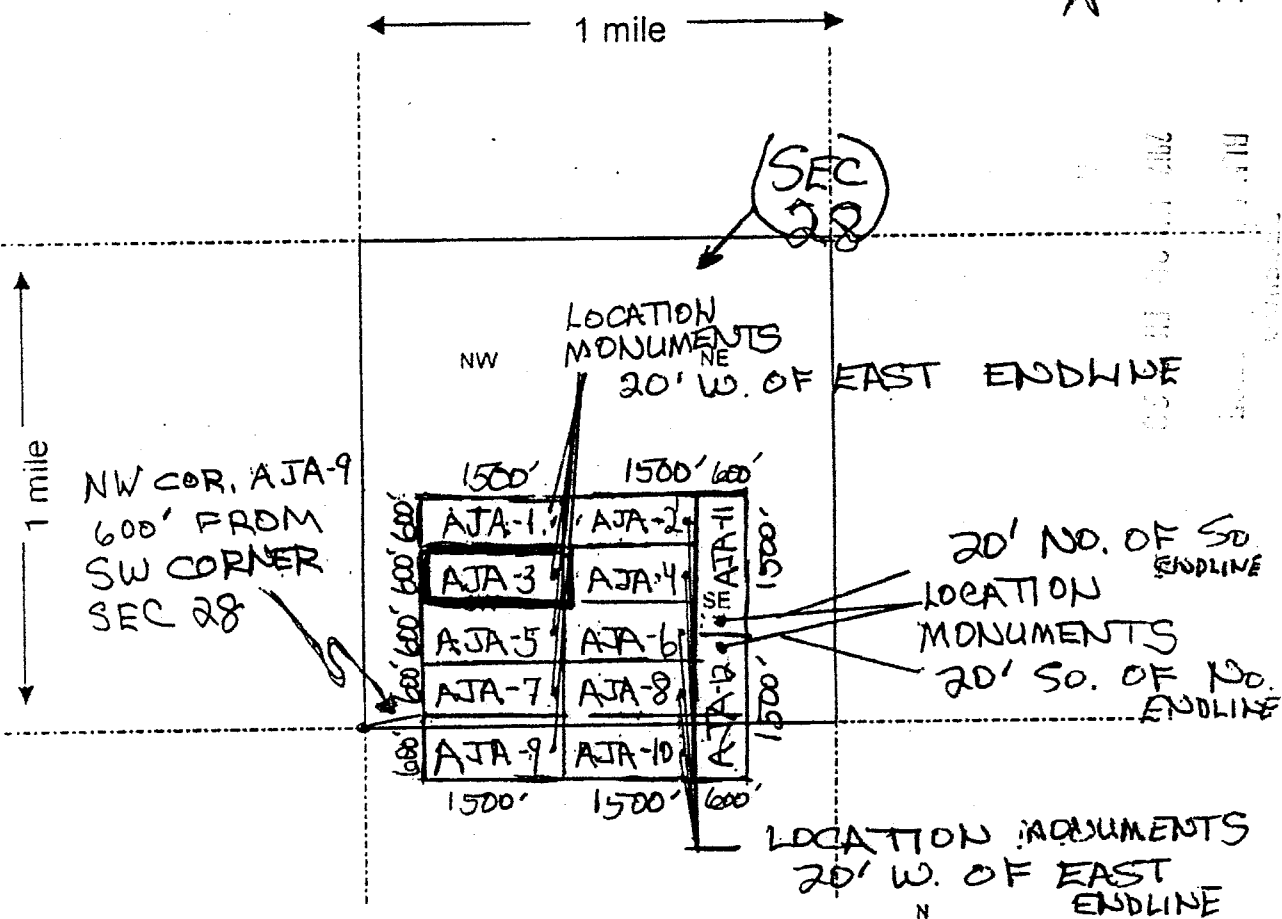 1 mile
SEC
28
LOCATION
MONUMENTS
NW
NE
20' W. OF EAST ENDLINE
1 mile
NW COR. AJA-9
600' FROM
SW CORNER
SEC 28
1500' 1500' 600'
600' AJA-1 AJA-2 AJA-11 1500'
600' AJA-3 AJA-4
SE
600' AJA-5 AJA-6
600' AJA-7 AJA-8 AJA-12 1500'
600' AJA-9 AJA-10
1500' 1500' 600'
20' NO. OF SO.
ENDLINE
LOCATION
MONUMENTS
20' SO. OF NO.
ENDLINE
LOCATION MONUMENTS
20' W. OF EAST
ENDLINE
N